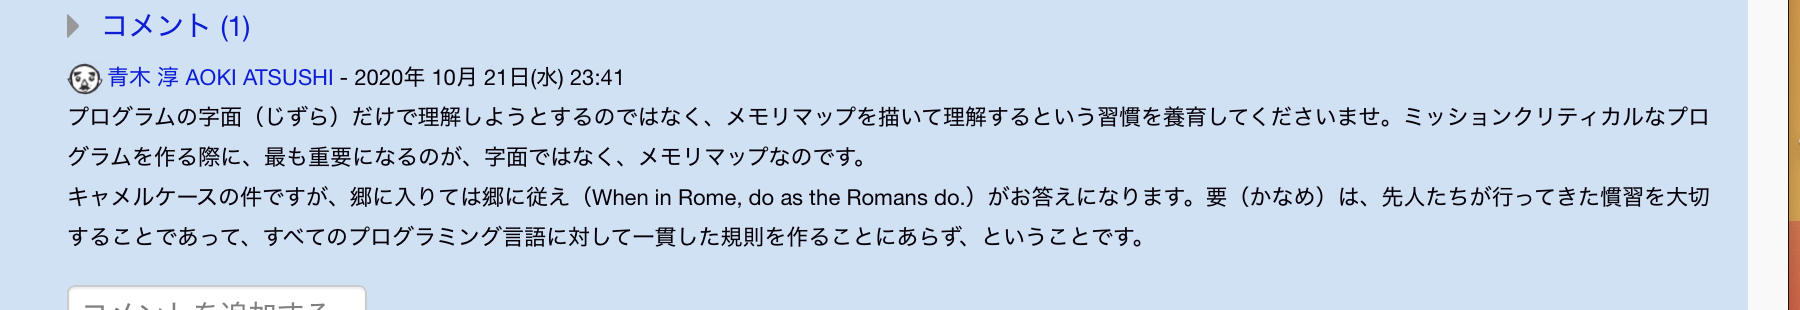 コメント (1)
青木 淳 AOKI ATSUSHI - 2020年 10月 21日(水) 23:41
プログラムの字面（じずら）だけで理解しようとするのではなく、メモリマップを描いて理解するという習慣を養育してくださいませ。ミッションクリティカルなプロ
グラムを作る際に、最も重要になるのが、字面ではなく、メモリマップなのです。
キャメルケースの件ですが、郷に入りては郷に従え（When in Rome, do as the Romans do.）がお答えになります。要（かなめ）は、先人たちが行ってきた慣習を大切
することであって、すべてのプログラミング言語に対して一貫した規則を作ることにあらず、ということです。
コメントを追加する